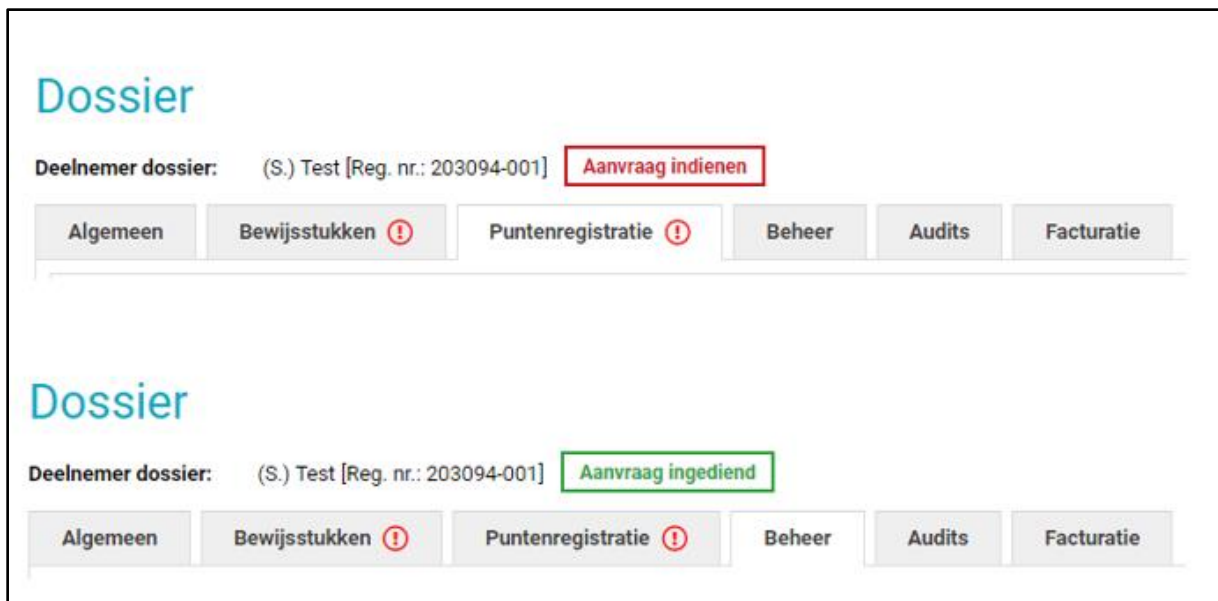 Dossier
Deelnemer dossier: (S.) Test [Reg. nr.: 203094-001] Aanvraag indienen
Algemeen Bewijsstukken Puntenregistratie Beheer Audits Facturatie
Dossier
Deelnemer dossier: (S.) Test [Reg. nr.: 203094-001] Aanvraag ingediend
Algemeen Bewijsstukken Puntenregistratie Beheer Audits Facturatie